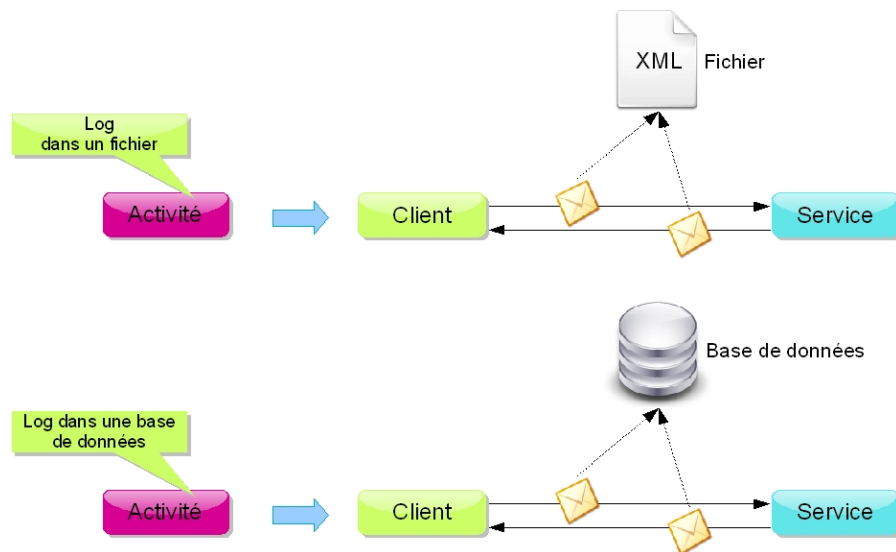 XML
Fichier
Log
dans un fichier
Activité
Client
Service
Base de données
Log dans une base
de données
Activité
Client
Service